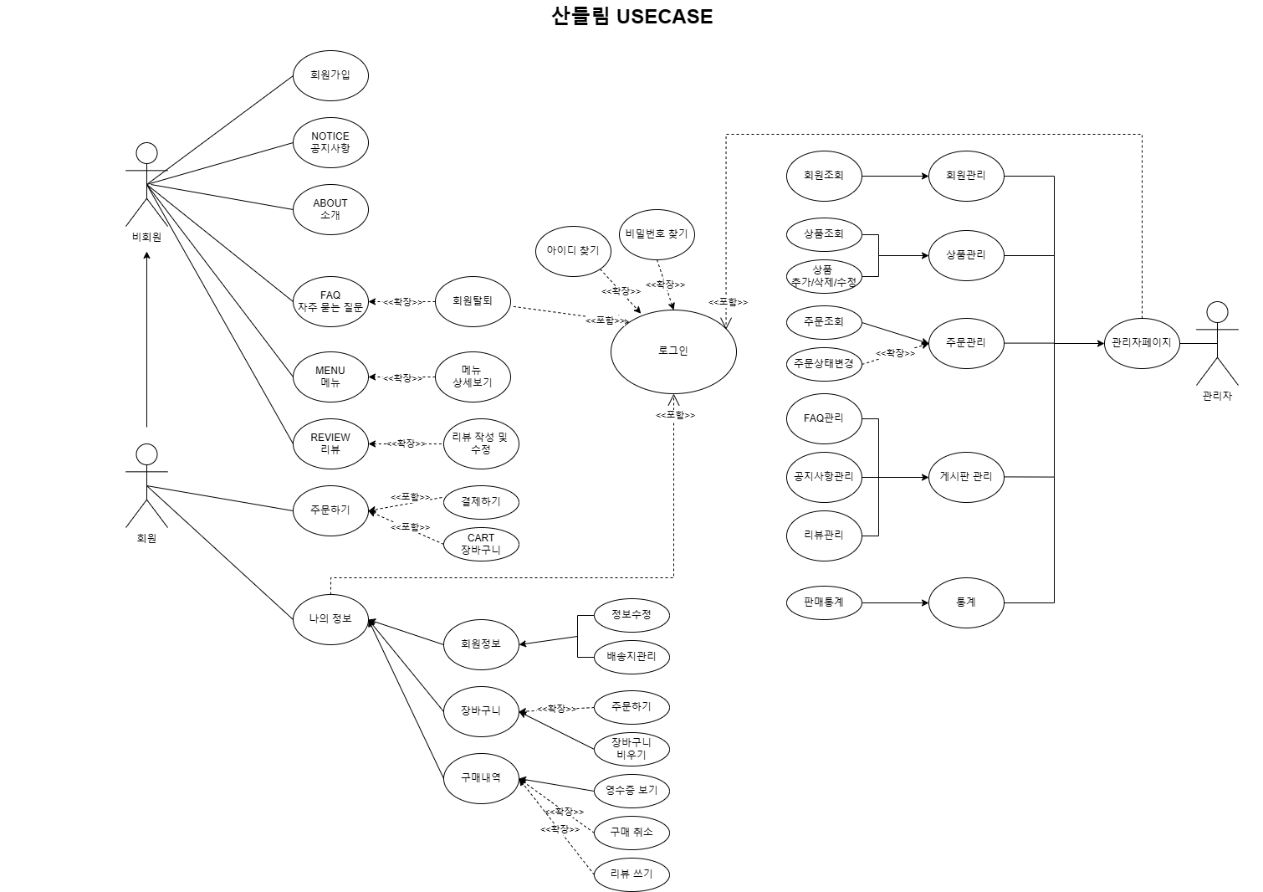 산들림 USECASE
회원가입
NOTICE
공지사항
ABOUT
소개
비회원
FAQ
자주 묻는 질문
<<확장>>
회원탈퇴
<<포함>>
MENU
메뉴
<<확장>>
메뉴
상세보기
REVIEW
리뷰
<<확장>>
리뷰 작성 및
수정
회원
주문하기
<<포함>>
결제하기
<<포함>>
CART
장바구니
나의 정보
회원정보
정보수정
배송지관리
장바구니
<<확장>>
주문하기
장바구니
비우기
구매내역
영수증 보기
<<확장>>
구매 취소
<<확장>>
리뷰 쓰기
아이디 찾기
비밀번호 찾기
<<확장>>
<<확장>>
<<포함>>
로그인
<<포함>>
회원조회
회원관리
상품조회
상품
추가/삭제/수정
상품관리
주문조회
주문상태변경
<<확장>>
주문관리
FAQ관리
공지사항관리
리뷰관리
게시판 관리
판매통계
통계
관리자페이지
관리자